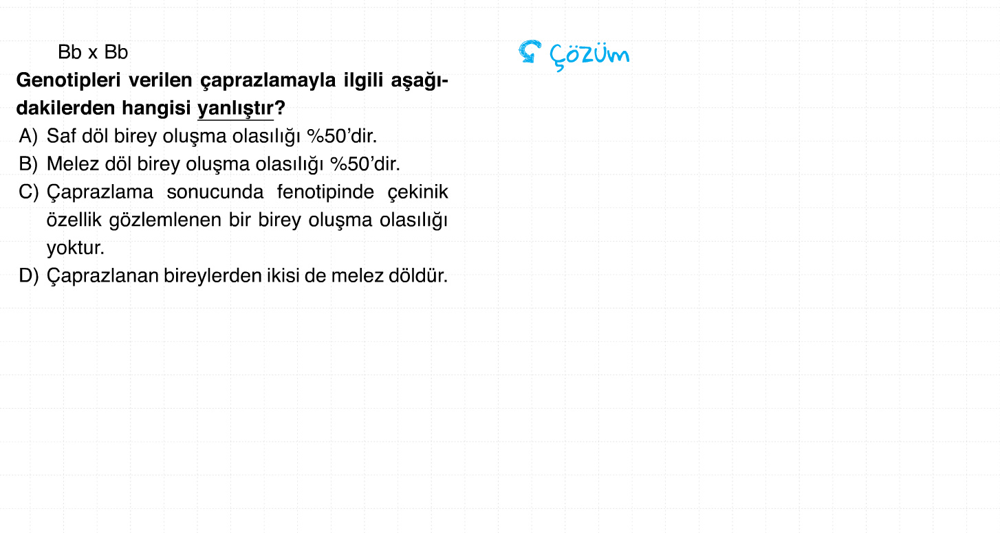 Bb x Bb
Çözüm
Genotipleri verilen çaprazlamayla ilgili aşağı-
dakilerden hangisi yanlıştır?
A) Saf döl birey oluşma olasılığı %50’dir.
B) Melez döl birey oluşma olasılığı %50’dir.
C) Çaprazlama sonucunda fenotipinde çekinik
özellik gözlemlenen bir birey oluşma olasılığı
yoktur.
D) Çaprazlanan bireylerden ikisi de melez döldür.